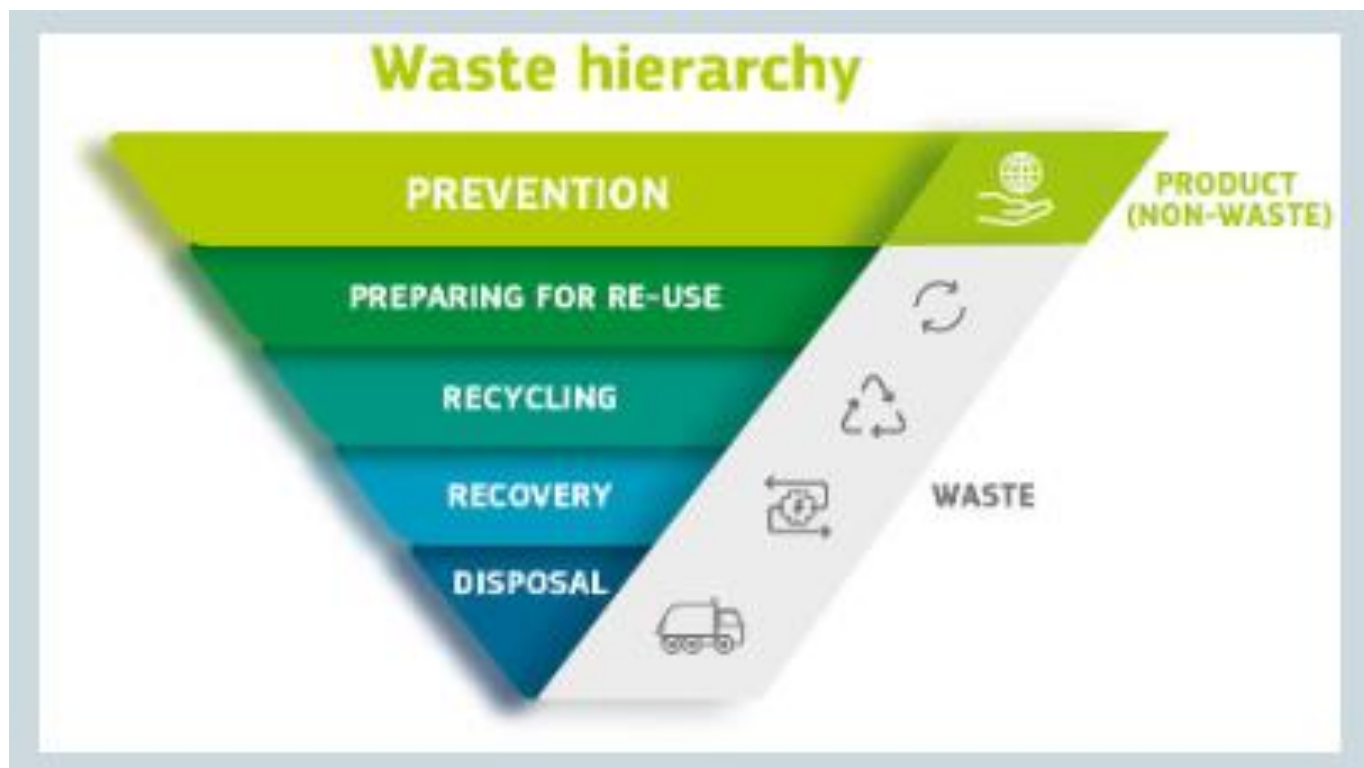 Waste hierarchy
PREVENTION
PRODUCT
(NON-WASTE)
PREPARING FOR RE-USE
RECYCLING
RECOVERY
WASTE
DISPOSAL